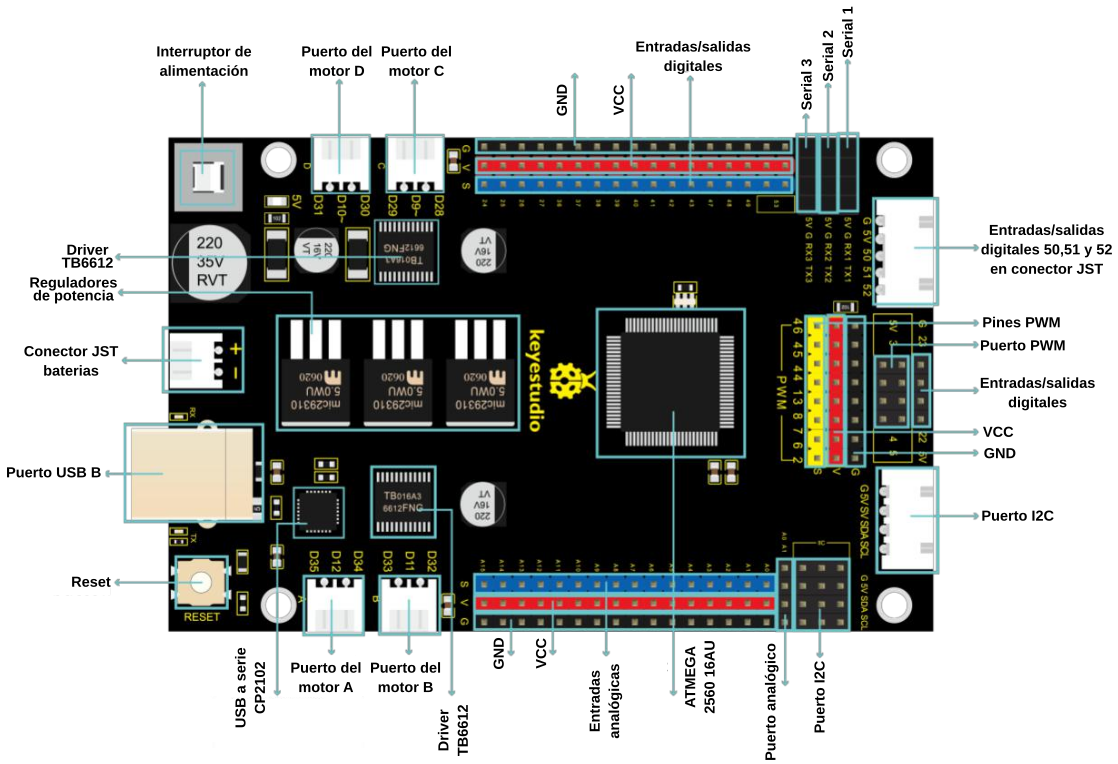 Interruptor de
alimentación
Puerto del
motor D
Puerto del
motor C
GND
VCC
Entradas/salidas
digitales
Serial 3
Serial 2
Serial 1
Driver
TB6612
Reguladores
de potencia
Conector JST
baterias
Puerto USB B
Reset
Entradas/salidas
digitales 50,51 y 52
en conector JST
Pines PWM
Puerto PWM
Entradas/salidas
digitales
VCC
GND
Puerto I2C
D
C
G
V
S
5V
D31
D10~
D30
D29
D9~
D28
220
35V
RVT
220
16V
VT
TB016A3
6612FNG
220
16V
VT
5V G RX3 TX3
5V G RX2 TX2
5V G RX1 TX1
G 5V 50 51 52
+
−
mic29310
5.0WU
0620
mic29310
5.0WU
0620
mic29310
5.0WU
0620
keyestudio
PWM
46
45
44
13
8
7
6
2
S
V
G
5V
3
G
23
4
5
22
5V
G 5V SDA SCL
RX
TX
TB016A3
6612FNG
220
16V
VT
RESET
D35
D12
D34
D33
D11
D32
A
B
S
V
G
G 5V SDA SCL
USB a serie
CP2102
Puerto del
motor A
Puerto del
motor B
Driver
TB6612
GND
VCC
Entradas
analógicas
ATMEGA
2560 16AU
Puerto analógico
Puerto I2C